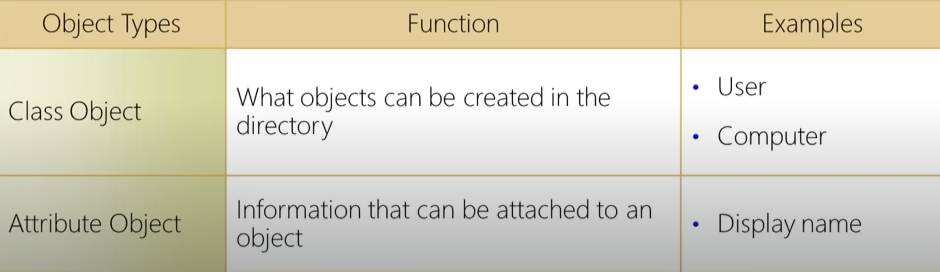 Object Types
Function
Examples
Class Object
What objects can be created in the
directory
• User
• Computer
Attribute Object
Information that can be attached to an
object
• Display name